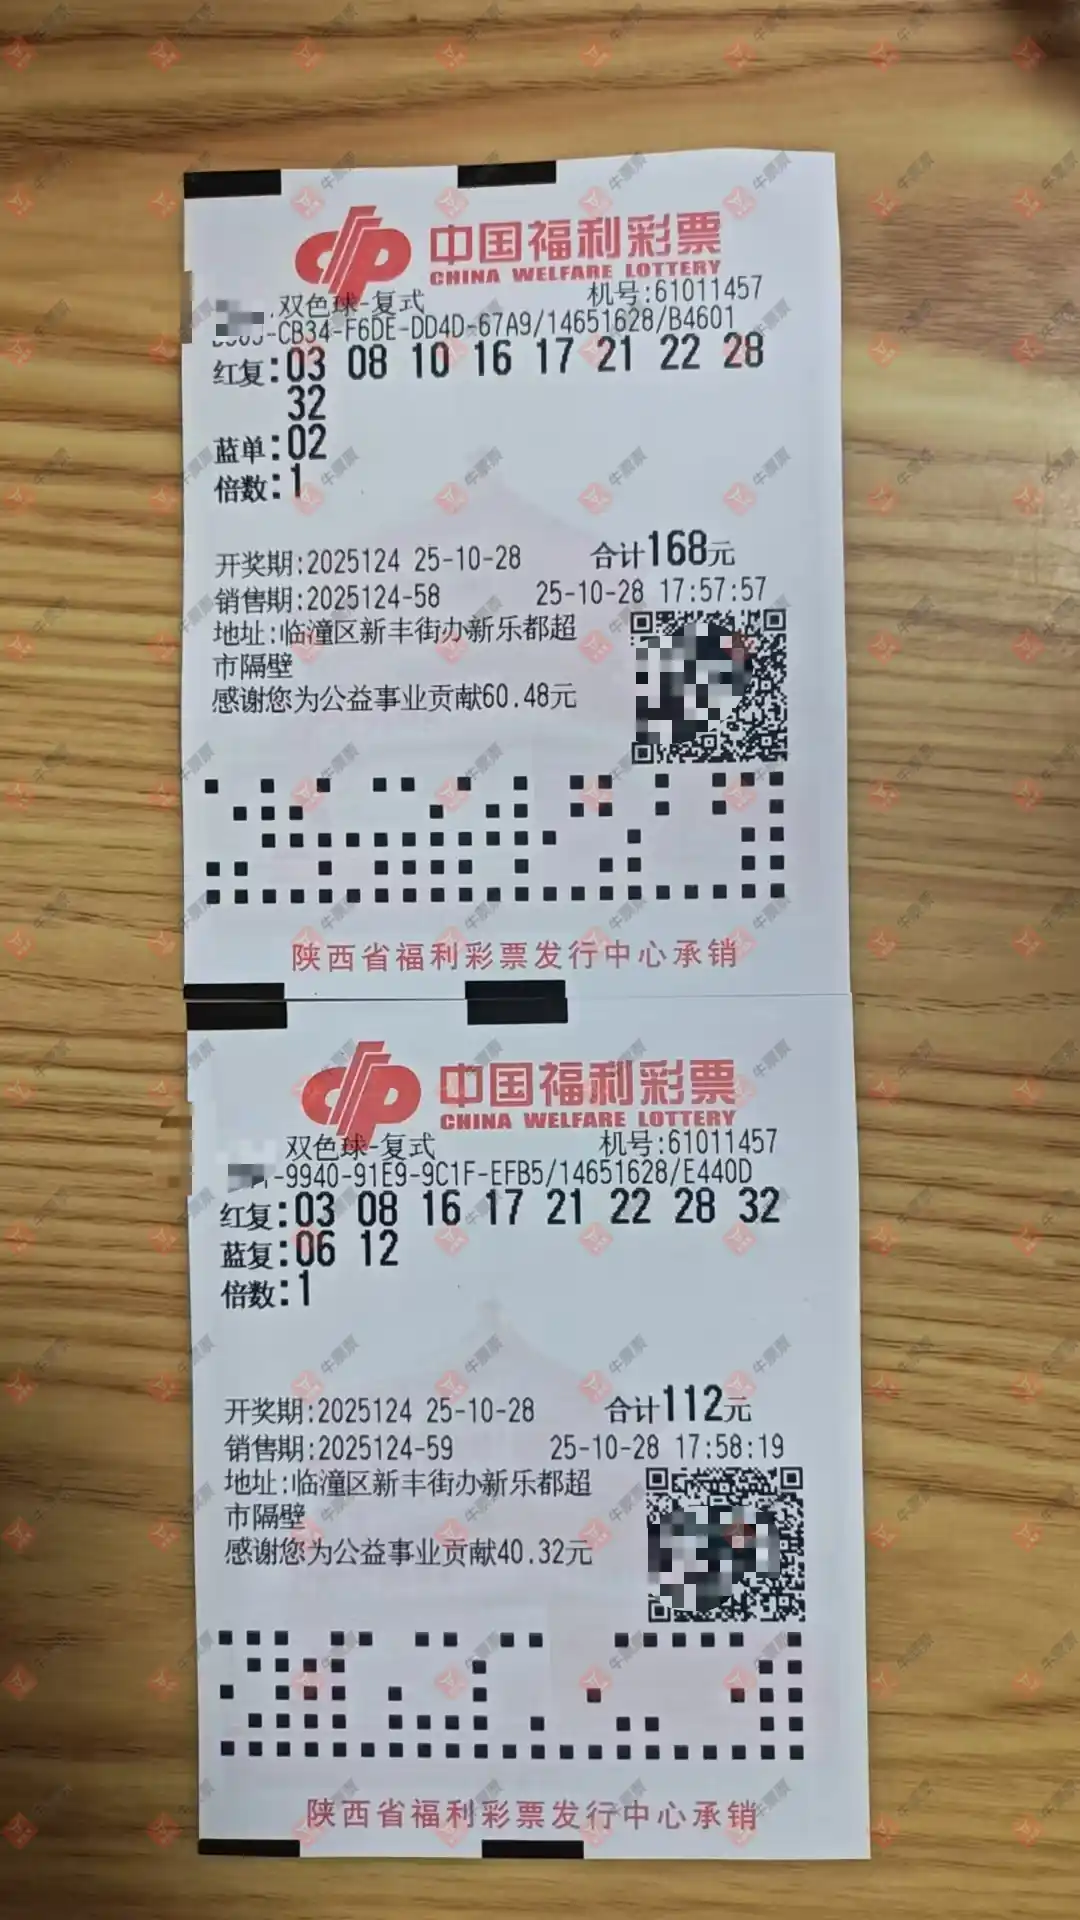 中国福利彩票
CHINA WELFARE LOTTERY
双色球-复式 机号:61011457
-CB34-F6DE-DD4D-67A9/14651628/B4601
红复:03 08 10 16 17 21 22 28
32
蓝单:02
倍数:1
开奖期:2025124 25-10-28 合计168元
销售期:2025124-58 25-10-28 17:57:57
地址:临潼区新丰街办新乐都超
市隔壁
感谢您为公益事业贡献60.48元
陕西省福利彩票发行中心承销
中国福利彩票
CHINA WELFARE LOTTERY
双色球-复式 机号:61011457
-9940-91E9-9C1F-EFB5/14651628/E440D
红复:03 08 16 17 21 22 28 32
蓝复:06 12
倍数:1
开奖期:2025124 25-10-28 合计112元
销售期:2025124-59 25-10-28 17:58:19
地址:临潼区新丰街办新乐都超
市隔壁
感谢您为公益事业贡献40.32元
陕西省福利彩票发行中心承销
牛票票